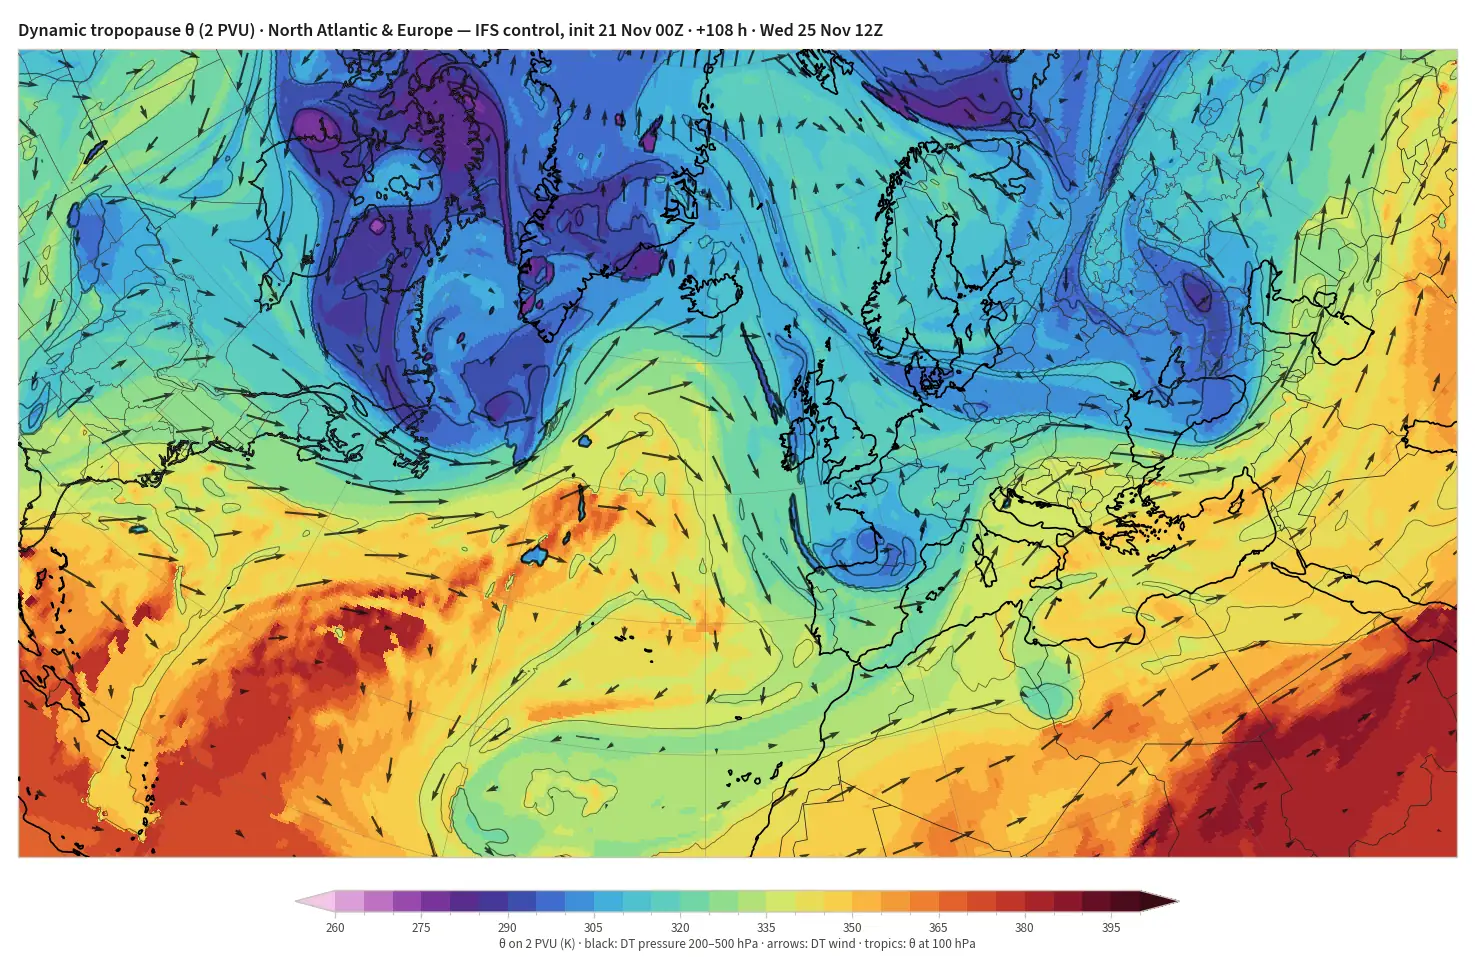 Dynamic tropopause θ (2 PVU) · North Atlantic & Europe — IFS control, init 21 Nov 00Z · +108 h · Wed 25 Nov 12Z
260 275 290 305 320 335 350 365 380 395
θ on 2 PVU (K) · black: DT pressure 200–500 hPa · arrows: DT wind · tropics: θ at 100 hPa